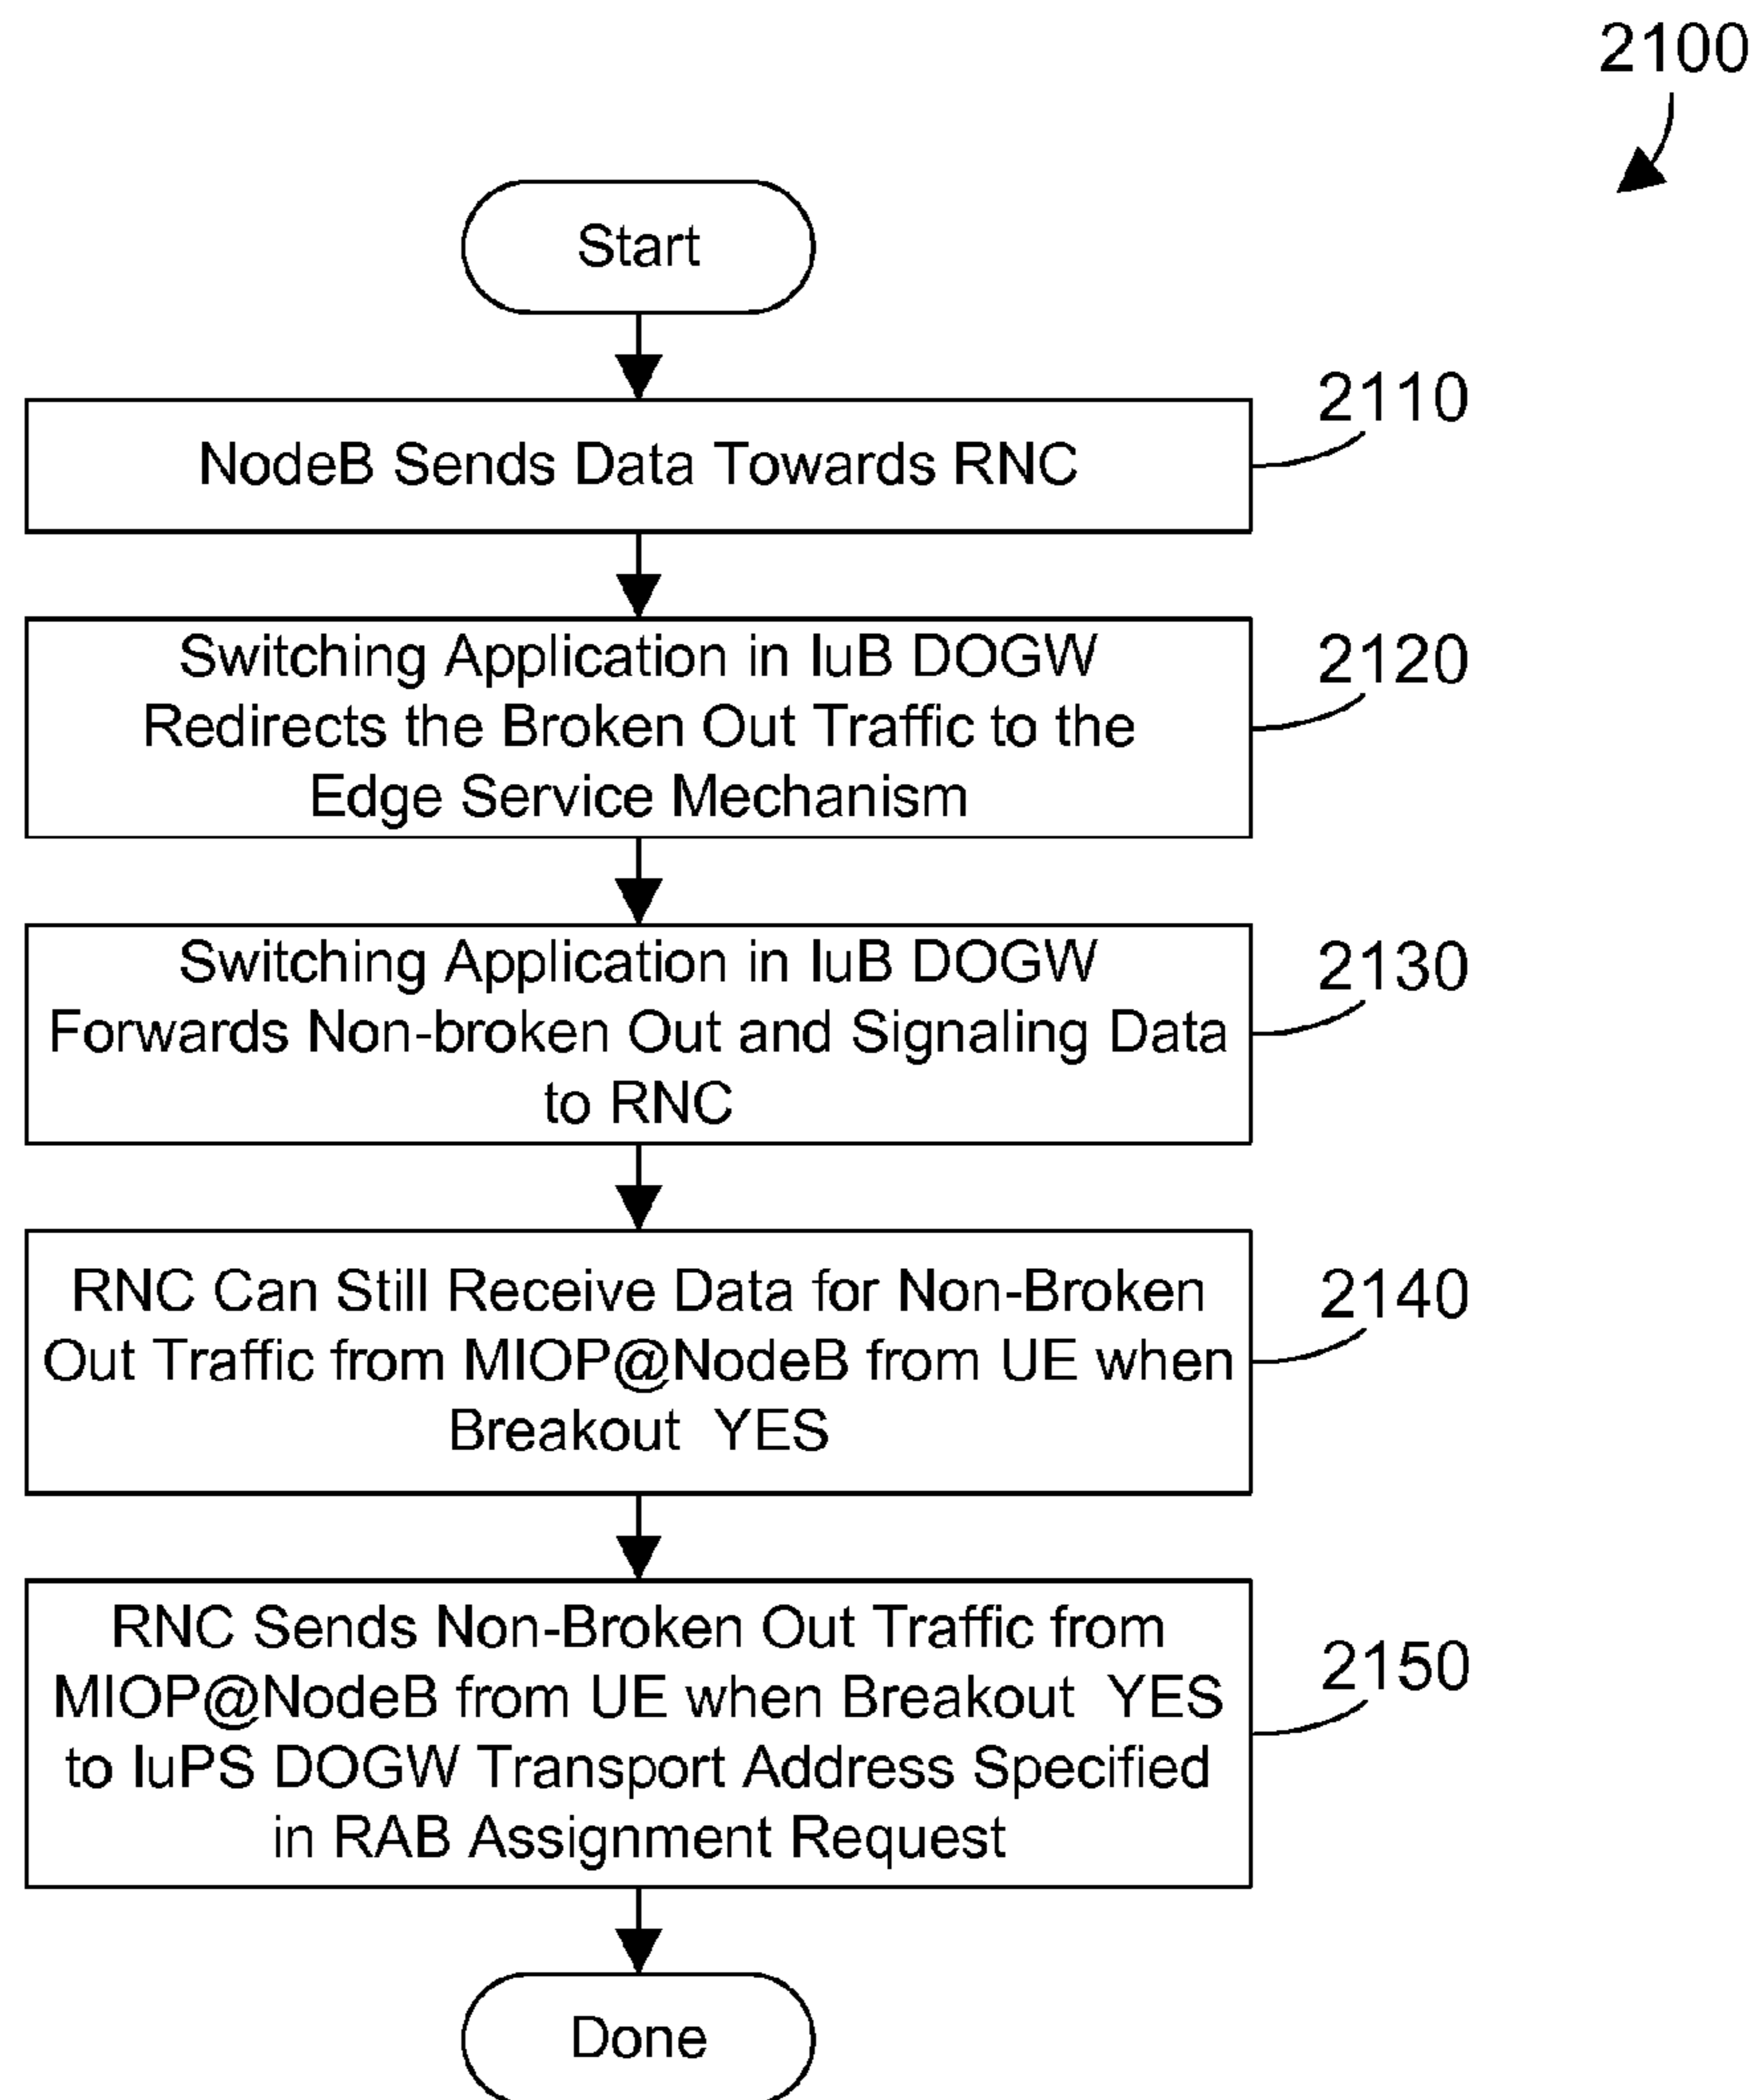 2100
Start
NodeB Sends Data Towards RNC
2110
Switching Application in IuB DOGW
Redirects the Broken Out Traffic to the
Edge Service Mechanism
2120
Switching Application in IuB DOGW
Forwards Non-broken Out and Signaling Data
to RNC
2130
RNC Can Still Receive Data for Non-Broken
Out Traffic from MIOP@NodeB from UE when
Breakout YES
2140
RNC Sends Non-Broken Out Traffic from
MIOP@NodeB from UE when Breakout YES
to IuPS DOGW Transport Address Specified
in RAB Assignment Request
2150
Done